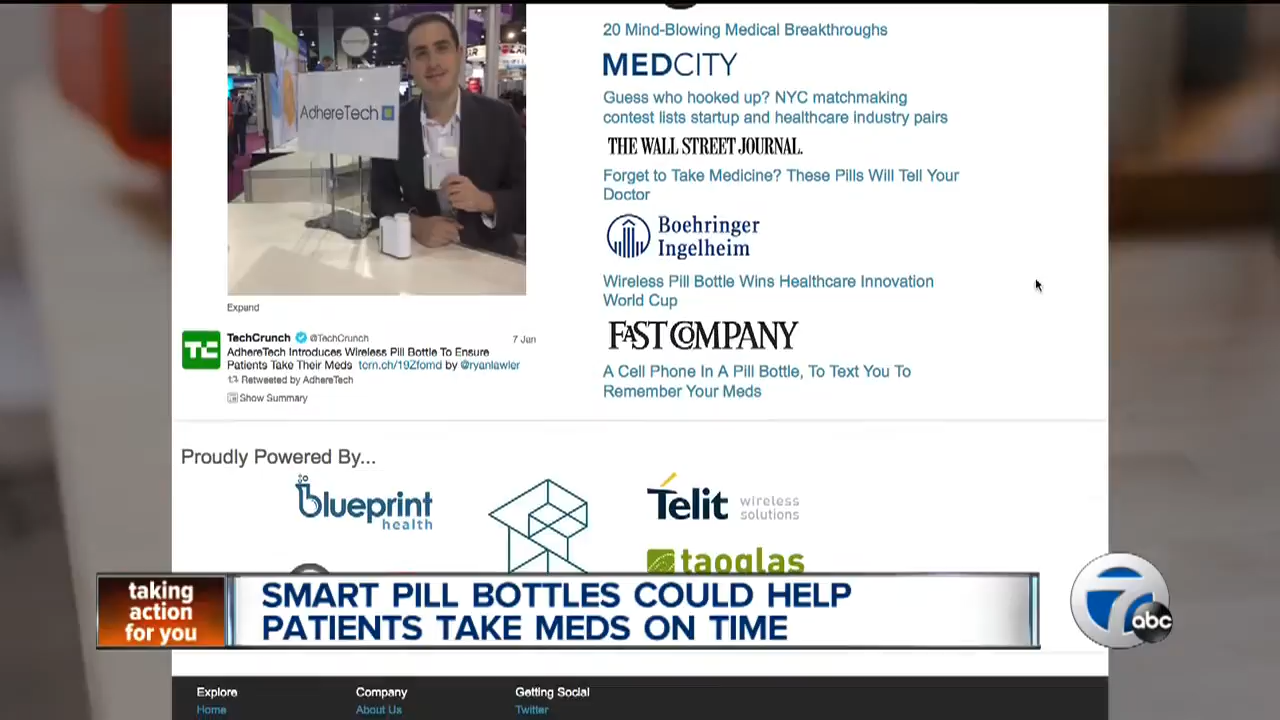 AdhereTech
Expand
TechCrunch @TechCrunch 7 Jan
AdhereTech Introduces Wireless Pill Bottle To Ensure
Patients Take Their Meds tcrn.ch/19Zfomd by @ryanlawler
Retweeted by AdhereTech
Show Summary
20 Mind-Blowing Medical Breakthroughs
MEDCITY
Guess who hooked up? NYC matchmaking
contest lists startup and healthcare industry pairs
THE WALL STREET JOURNAL.
Forget to Take Medicine? These Pills Will Tell Your
Doctor
Boehringer
Ingelheim
Wireless Pill Bottle Wins Healthcare Innovation
World Cup
FAST COMPANY
A Cell Phone In A Pill Bottle, To Text You To
Remember Your Meds
Proudly Powered By...
blueprint
health
Telit wireless
solutions
taoglas
taking
action
for you
SMART PILL BOTTLES COULD HELP
PATIENTS TAKE MEDS ON TIME
7 abc
Explore Company Getting Social
Home About Us Twitter